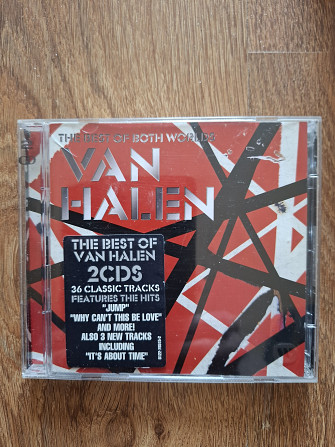 THE BEST OF BOTH WORLDS
VAN
HALEN
THE BEST OF
VAN HALEN
2CDS
36 CLASSIC TRACKS
FEATURES THE HITS
"JUMP"
"WHY CAN'T THIS BE LOVE"
AND MORE!
ALSO 3 NEW TRACKS
INCLUDING
"IT'S ABOUT TIME"